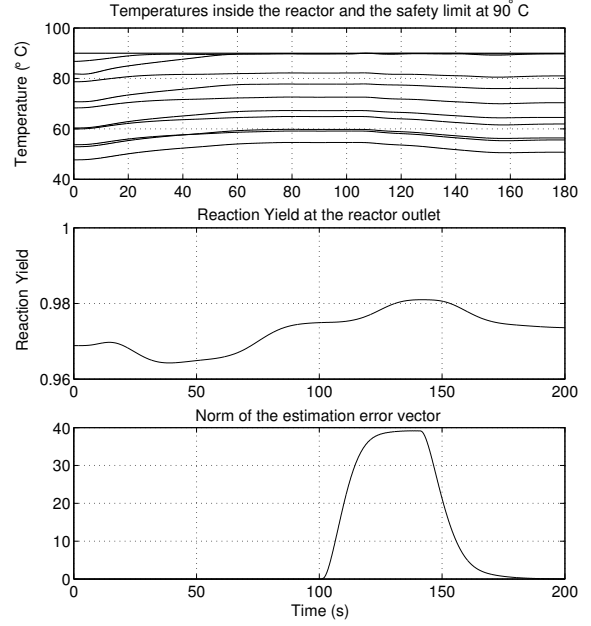 Temperatures inside the reactor and the safety limit at 90° C
100
80
60
40
Temperature (° C)
0 20 40 60 80 100 120 140 160 180
Reaction Yield at the reactor outlet
1
0.98
0.96
Reaction Yield
0 50 100 150 200
Norm of the estimation error vector
40
30
20
10
0
0 50 100 150 200
Time (s)